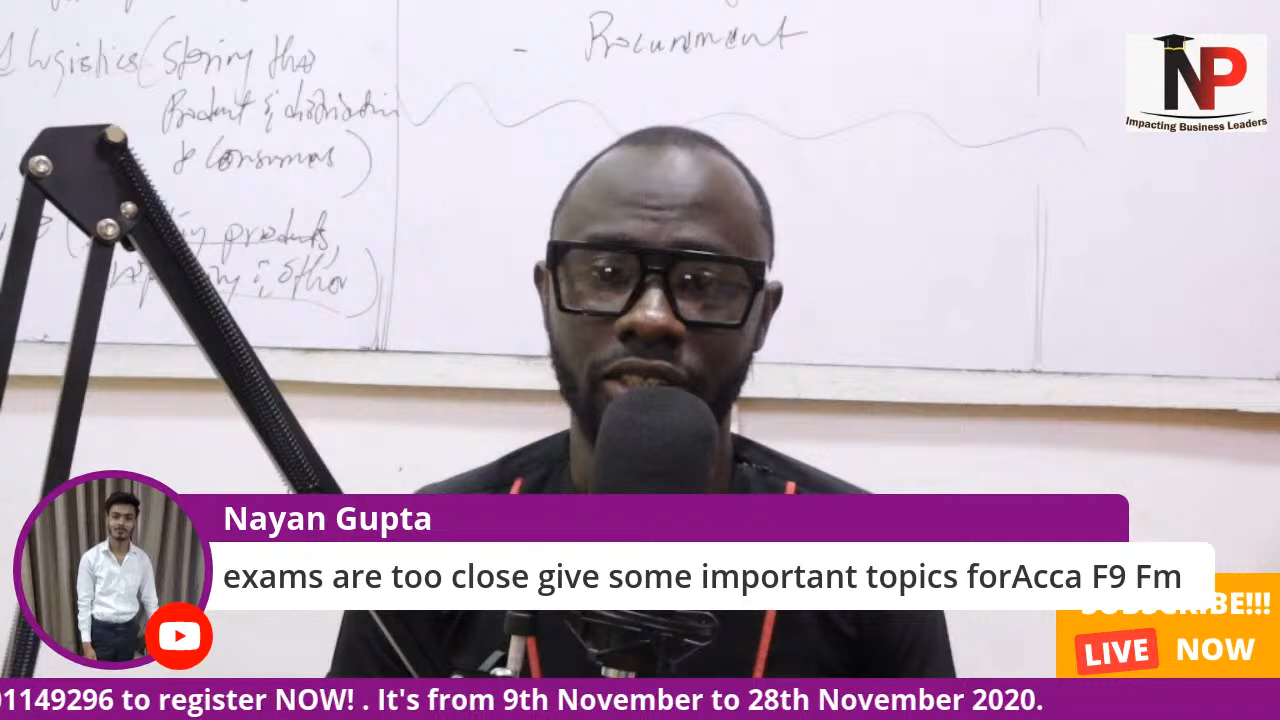 Logistics (Storing the
Product & distribution
to Consumers)
products,
& other)
- Procurement
NP
Impacting Business Leaders
Nayan Gupta
exams are too close give some important topics forAcca F9 Fm
SUBSCRIBE!!!
LIVE NOW
01149296 to register NOW! . It's from 9th November to 28th November 2020.